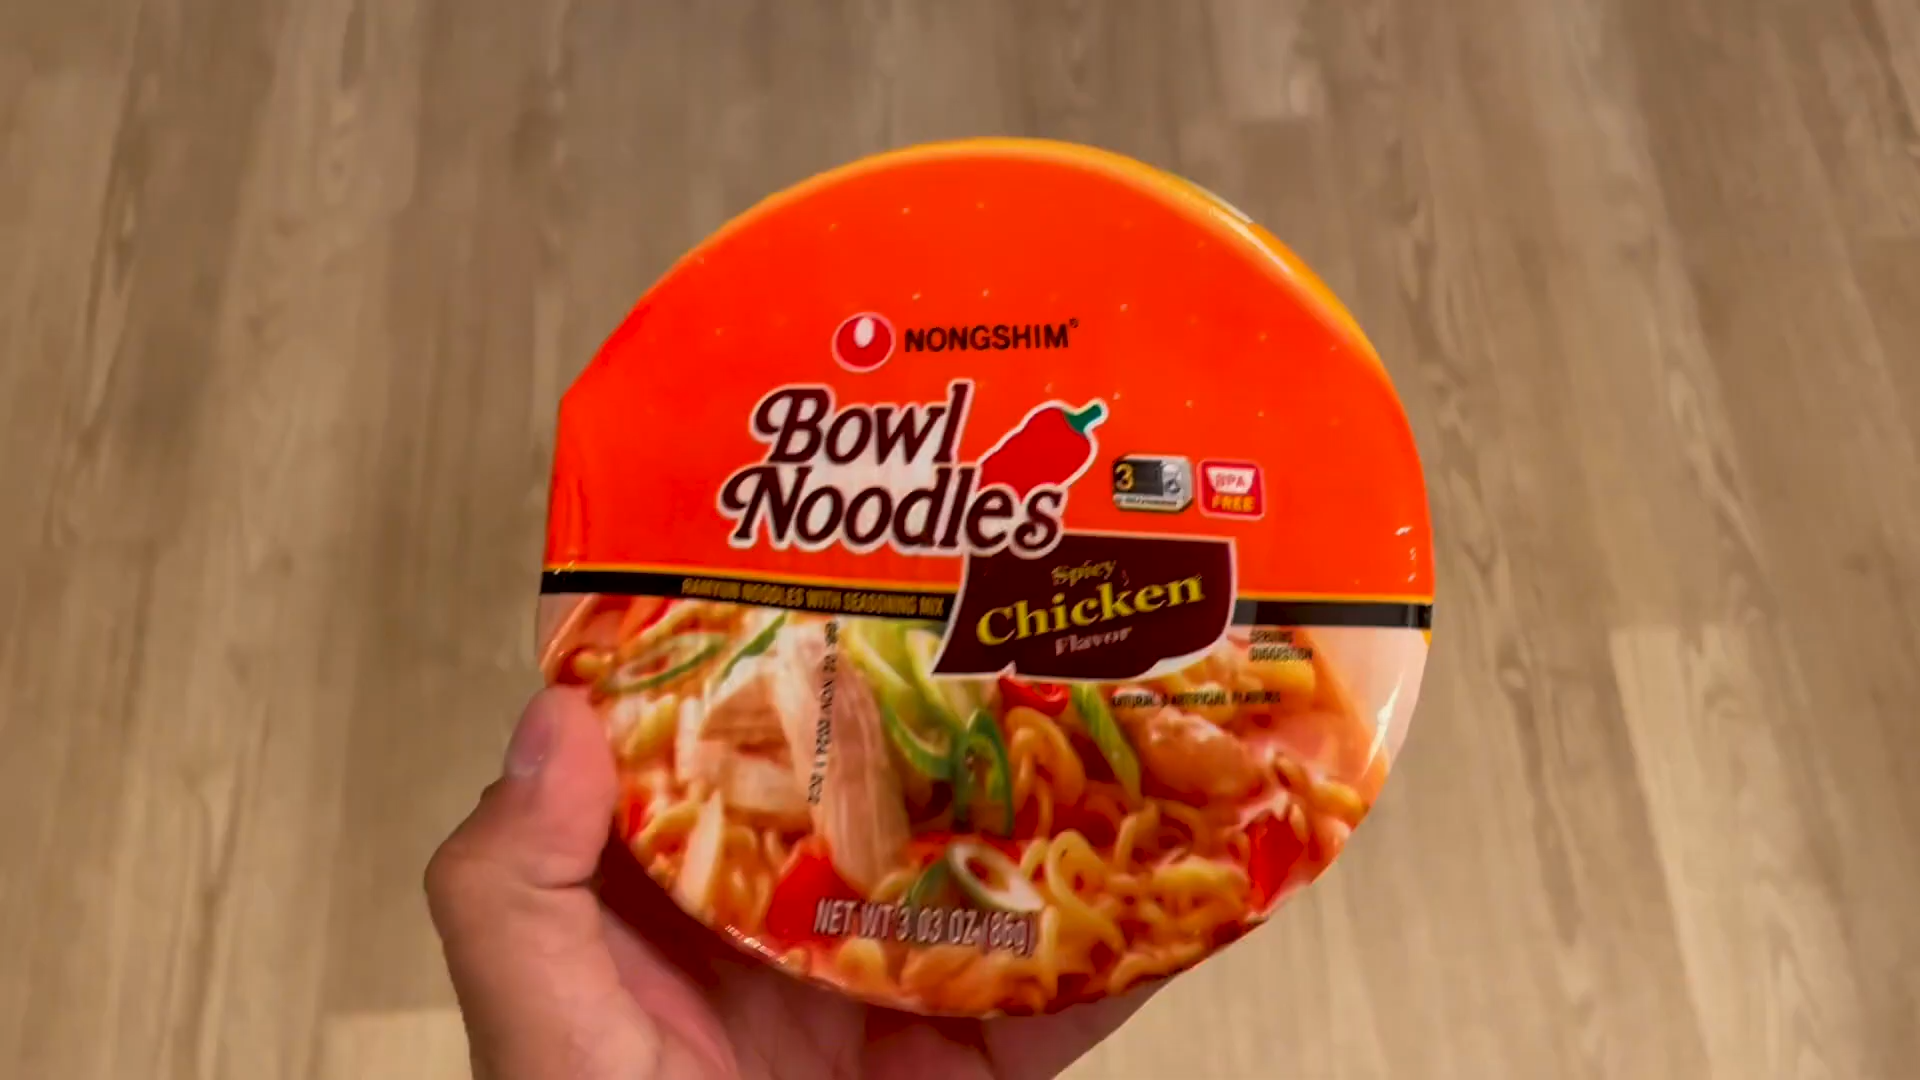 NONGSHIM®
Bowl
Noodles
3
BPA
FREE
Spicy
Chicken
Flavor
RAMYUN NOODLES WITH SEASONING MIX
SERVING
SUGGESTION
NATURAL & ARTIFICIAL FLAVORS
NET WT 3.03 OZ (86g)